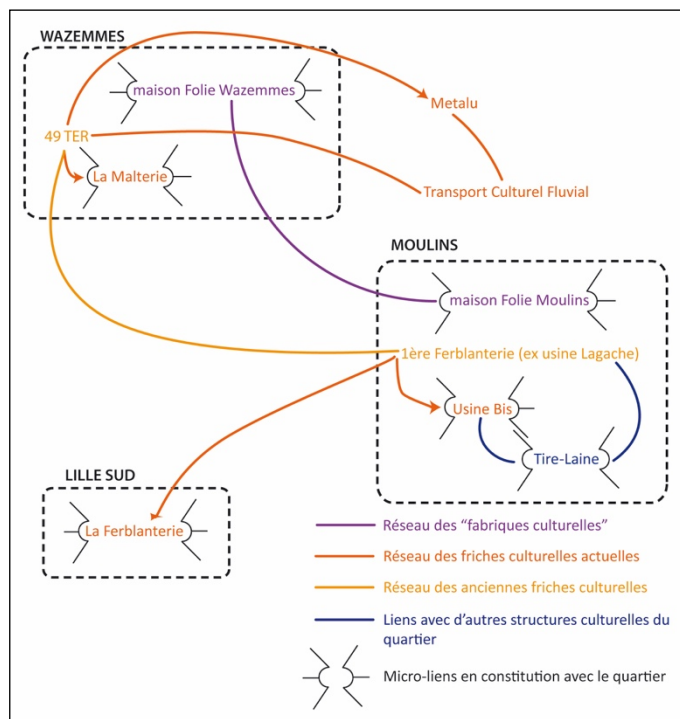 WAZEMMES
maison Folie Wazemmes
Metalu
49 TER
La Malterie
Transport Culturel Fluvial
MOULINS
maison Folie Moulins
1ère Ferblanterie (ex usine Lagache)
Usine Bis
Tire-Laine
LILLE SUD
La Ferblanterie
Réseau des “fabriques culturelles”
Réseau des friches culturelles actuelles
Réseau des anciennes friches culturelles
Liens avec d’autres structures culturelles du
quartier
Micro-liens en constitution avec le quartier